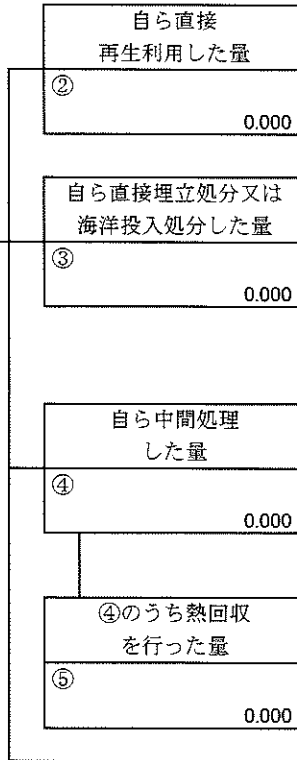 自ら直接
再生利用した量
②
0.000
自ら直接埋立処分又は
海洋投入処分した量
③
0.000
自ら中間処理
した量
④
0.000
④のうち熱回収
を行った量
⑤
0.000